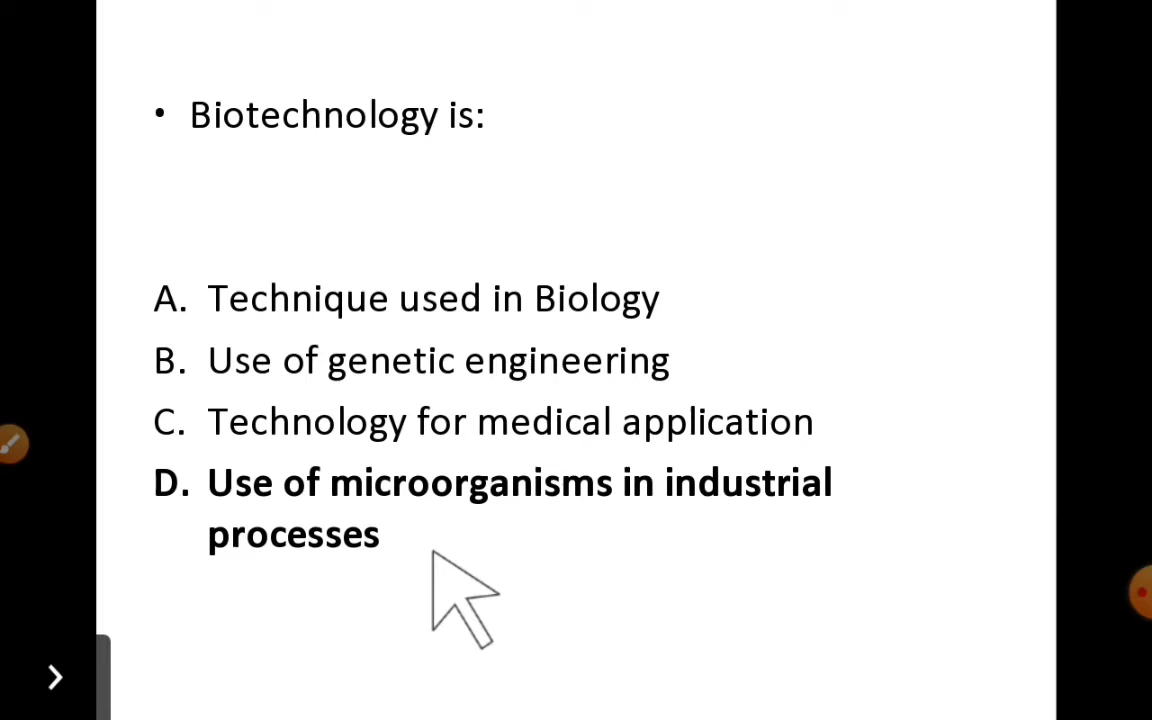 • Biotechnology is:
A. Technique used in Biology
B. Use of genetic engineering
C. Technology for medical application
D. Use of microorganisms in industrial
processes